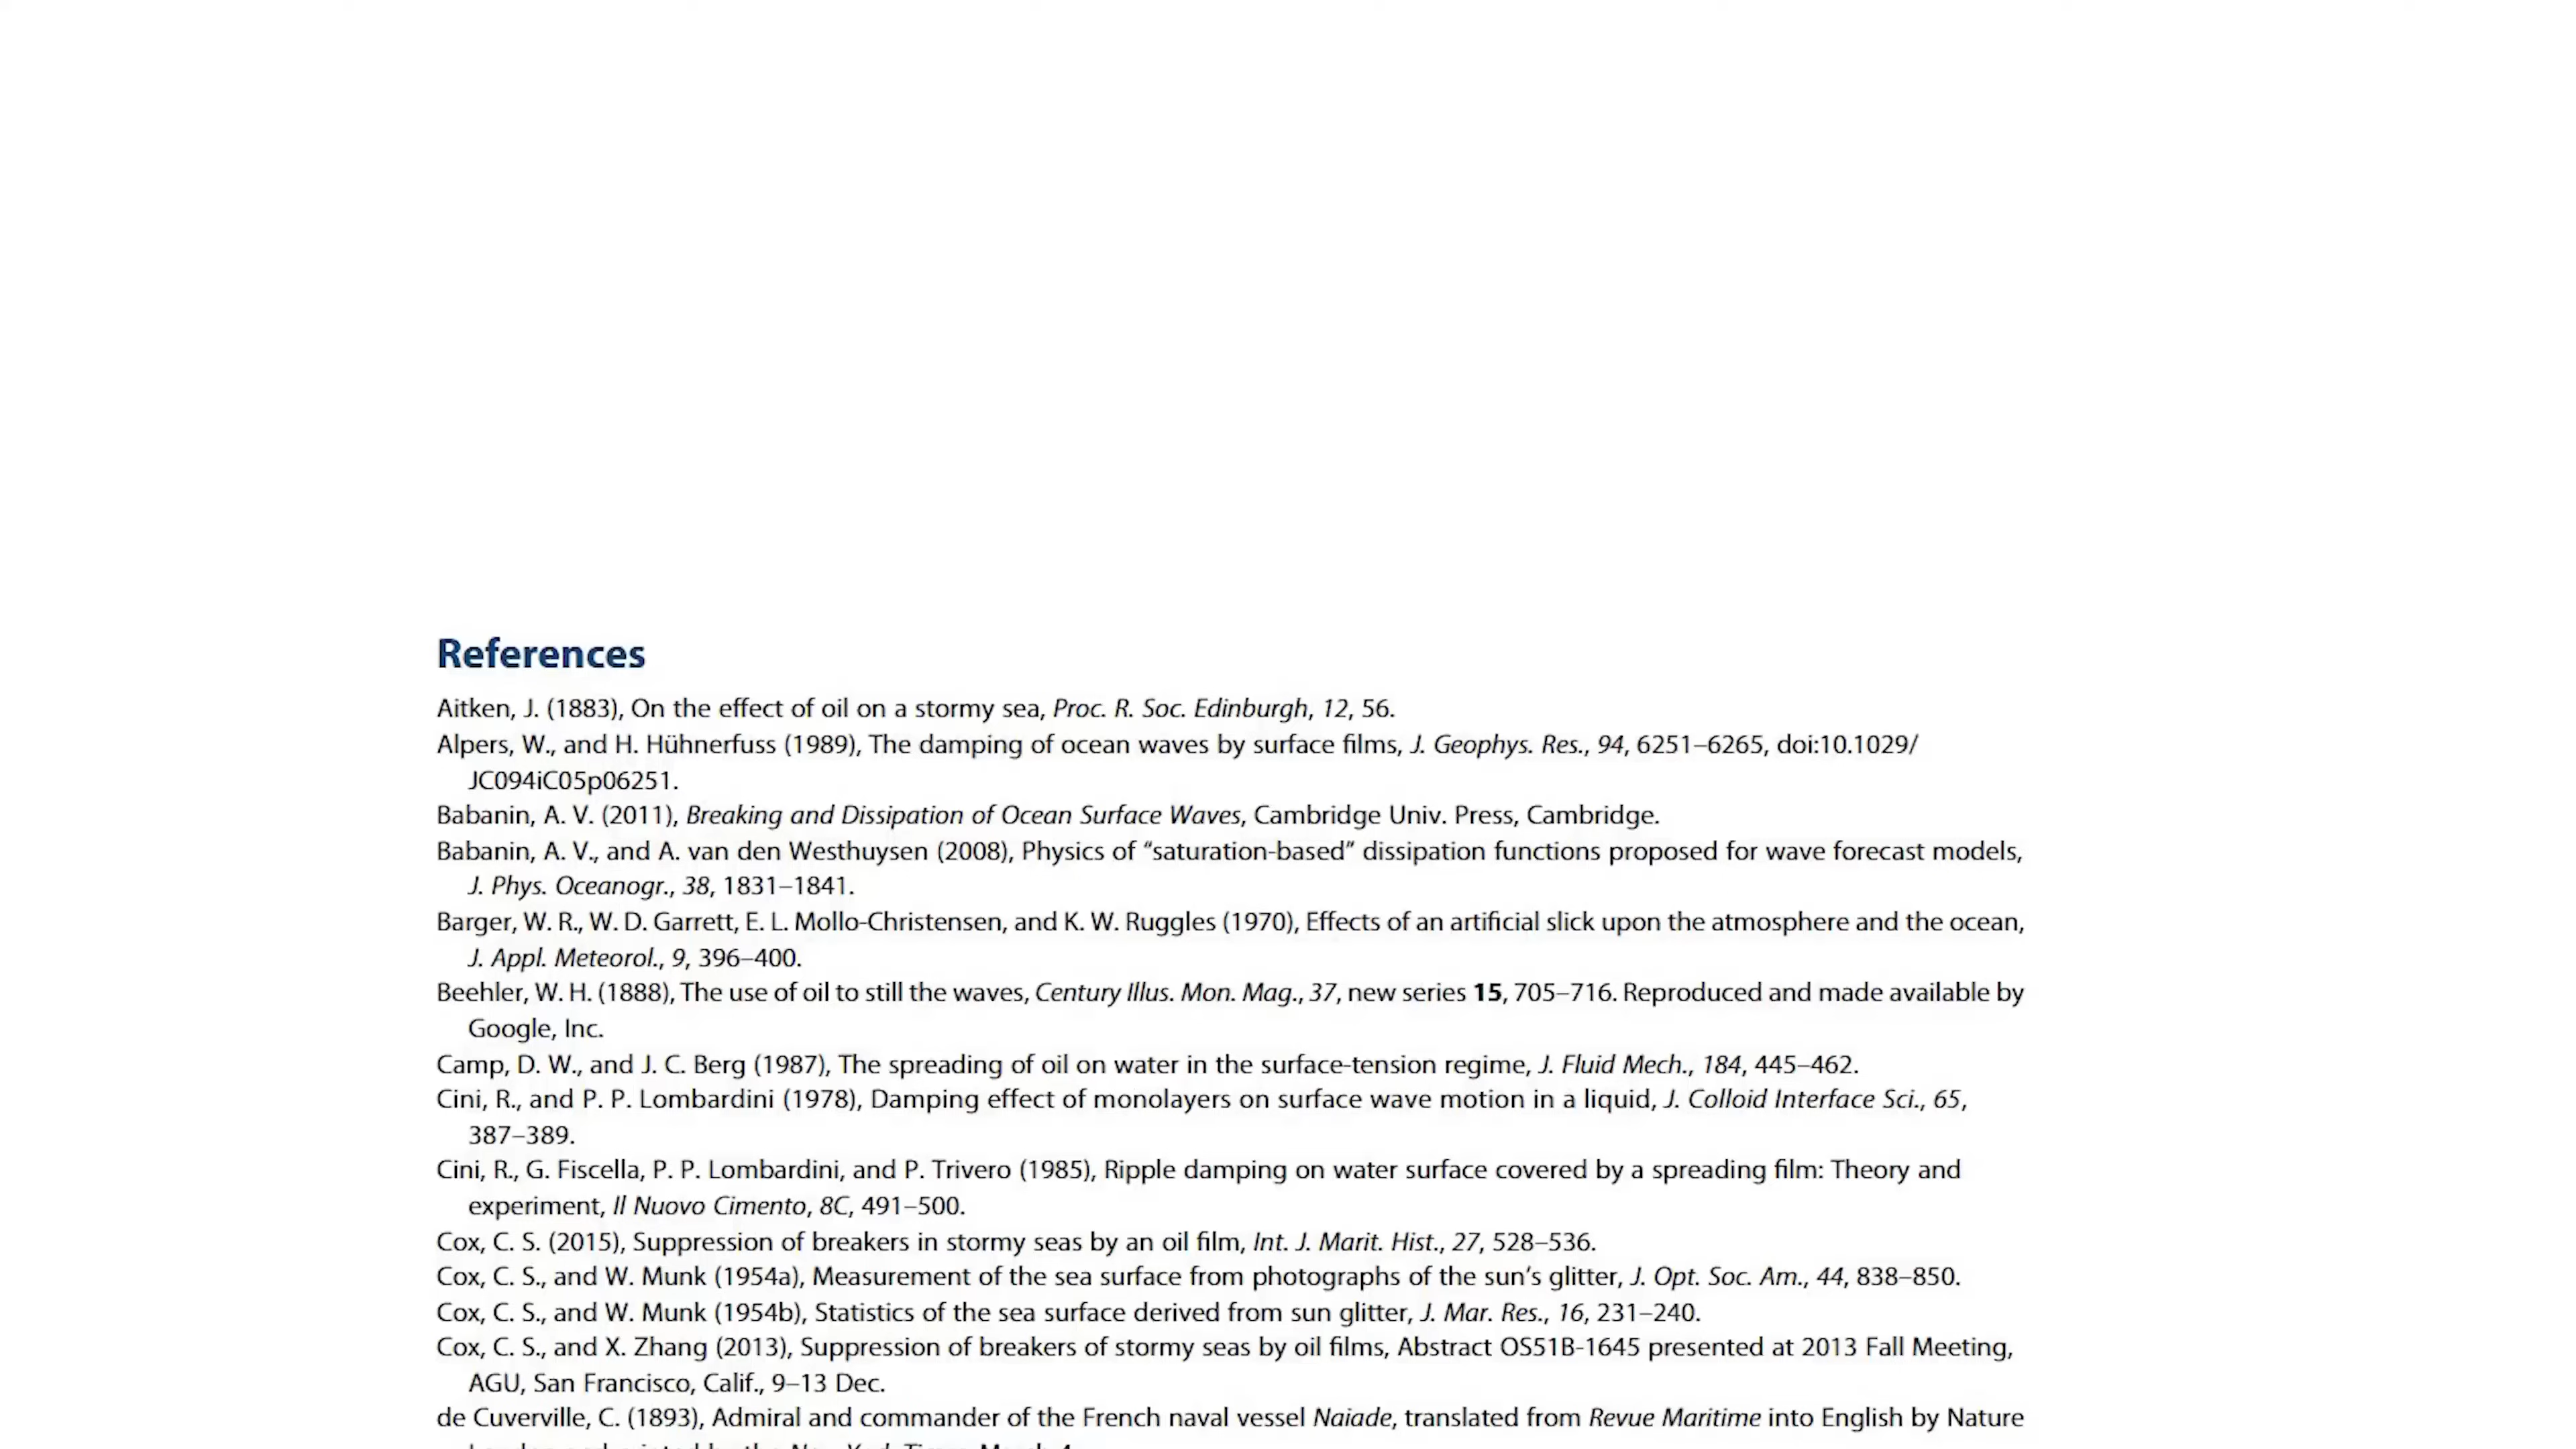 References
Aitken, J. (1883), On the effect of oil on a stormy sea, Proc. R. Soc. Edinburgh, 12, 56.
Alpers, W., and H. Hühnerfuss (1989), The damping of ocean waves by surface films, J. Geophys. Res., 94, 6251–6265, doi:10.1029/
JC094iC05p06251.
Babanin, A. V. (2011), Breaking and Dissipation of Ocean Surface Waves, Cambridge Univ. Press, Cambridge.
Babanin, A. V., and A. van den Westhuysen (2008), Physics of “saturation-based” dissipation functions proposed for wave forecast models,
J. Phys. Oceanogr., 38, 1831–1841.
Barger, W. R., W. D. Garrett, E. L. Mollo-Christensen, and K. W. Ruggles (1970), Effects of an artificial slick upon the atmosphere and the ocean,
J. Appl. Meteorol., 9, 396–400.
Beehler, W. H. (1888), The use of oil to still the waves, Century Illus. Mon. Mag., 37, new series 15, 705–716. Reproduced and made available by
Google, Inc.
Camp, D. W., and J. C. Berg (1987), The spreading of oil on water in the surface-tension regime, J. Fluid Mech., 184, 445–462.
Cini, R., and P. P. Lombardini (1978), Damping effect of monolayers on surface wave motion in a liquid, J. Colloid Interface Sci., 65,
387–389.
Cini, R., G. Fiscella, P. P. Lombardini, and P. Trivero (1985), Ripple damping on water surface covered by a spreading film: Theory and
experiment, Il Nuovo Cimento, 8C, 491–500.
Cox, C. S. (2015), Suppression of breakers in stormy seas by an oil film, Int. J. Marit. Hist., 27, 528–536.
Cox, C. S., and W. Munk (1954a), Measurement of the sea surface from photographs of the sun's glitter, J. Opt. Soc. Am., 44, 838–850.
Cox, C. S., and W. Munk (1954b), Statistics of the sea surface derived from sun glitter, J. Mar. Res., 16, 231–240.
Cox, C. S., and X. Zhang (2013), Suppression of breakers of stormy seas by oil films, Abstract OS51B-1645 presented at 2013 Fall Meeting,
AGU, San Francisco, Calif., 9–13 Dec.
de Cuverville, C. (1893), Admiral and commander of the French naval vessel Naiade, translated from Revue Maritime into English by Nature